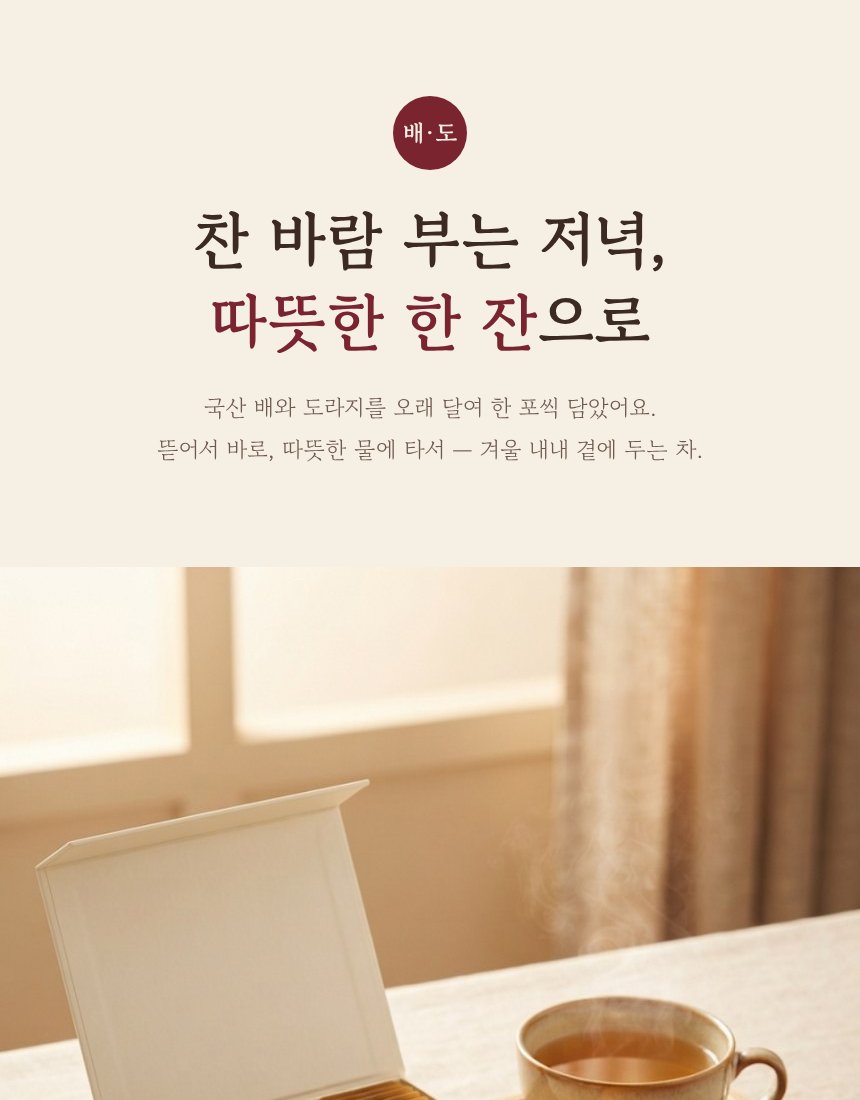 배·도
찬 바람 부는 저녁,
따뜻한 한 잔으로
국산 배와 도라지를 오래 달여 한 포씩 담았어요.
뜯어서 바로, 따뜻한 물에 타서 — 겨울 내내 곁에 두는 차.